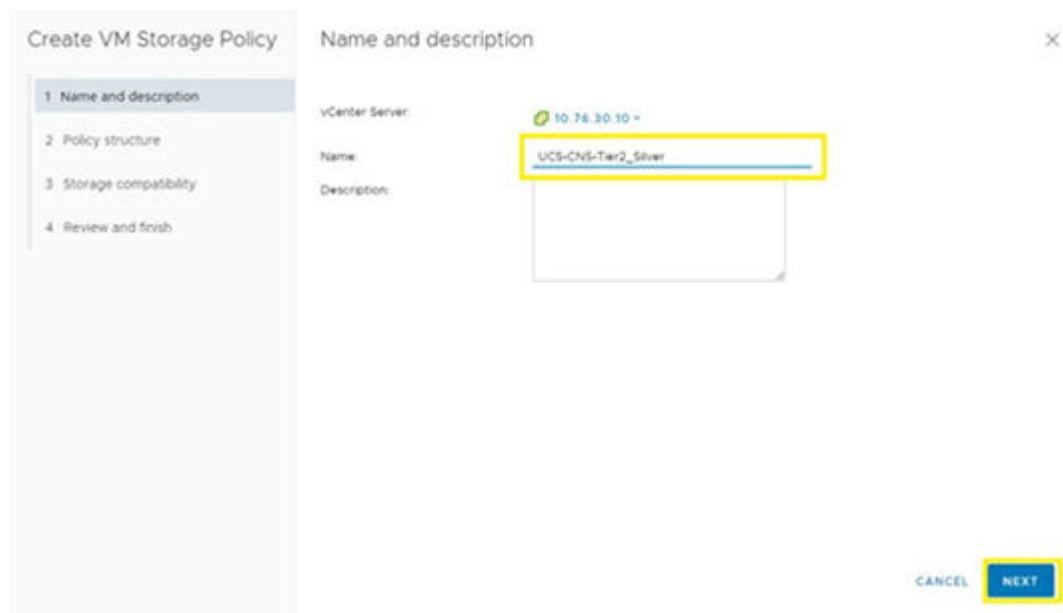 Create VM Storage Policy
1 Name and description
2 Policy structure
3 Storage compatibility
4 Review and finish
Name and description
vCenter Server:
10.76.30.10
Name:
UCS-CNS-Tier2_Silver
Description:
CANCEL
NEXT